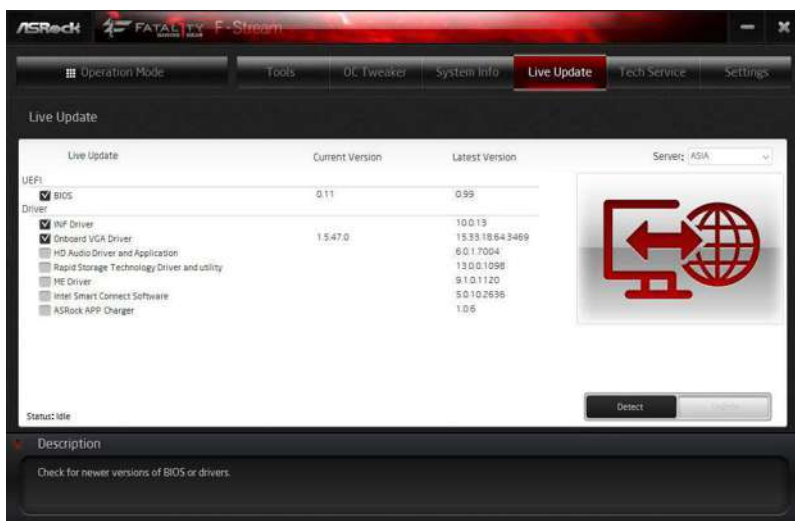 ASRock FATAL1TY GAMING GEAR F-Stream
Operation Mode Tools OC Tweaker System Info Live Update Tech Service Settings
Live Update
Live Update Current Version Latest Version Server: ASIA
UEFI
BIOS 0.11 0.99
Driver
INF Driver 10.0.13
Onboard VGA Driver 1.5.47.0 15.33.18.64.3469
HD Audio Driver and Application 6.0.1.7004
Rapid Storage Technology Driver and utility 13.0.0.1098
ME Driver 9.1.0.1120
Intel Smart Connect Software 5.0.10.2636
ASRock APP Charger 1.0.6
Status: Idle
Detect Update
Description
Check for newer versions of BIOS or drivers.